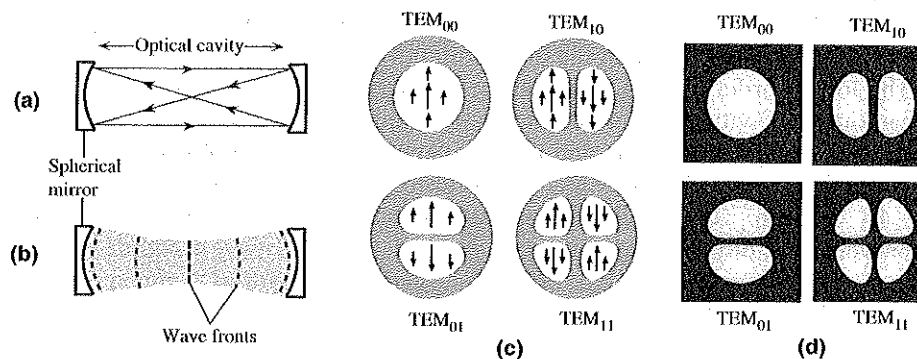 Optical cavity
(a)
Spherical
mirror
(b)
Wave fronts
TEM00
TEM10
TEM01
TEM11
(c)
TEM00
TEM10
TEM01
TEM11
(d)